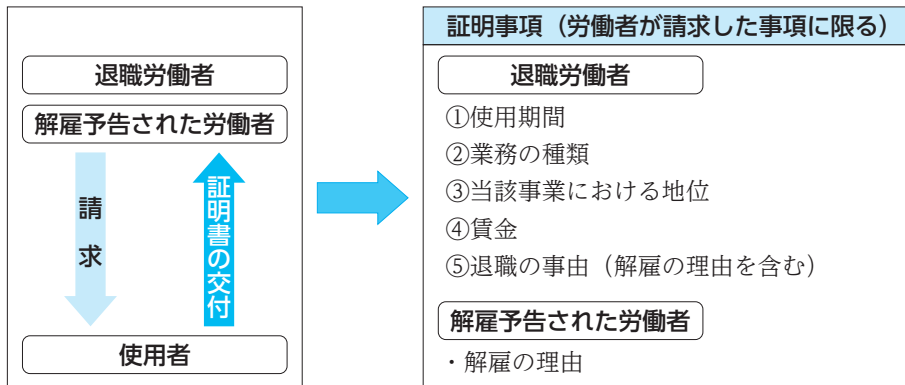 退職労働者
解雇予告された労働者
請求
証明書の交付
使用者
証明事項（労働者が請求した事項に限る）
退職労働者
①使用期間
②業務の種類
③当該事業における地位
④賃金
⑤退職の事由（解雇の理由を含む）
解雇予告された労働者
・解雇の理由